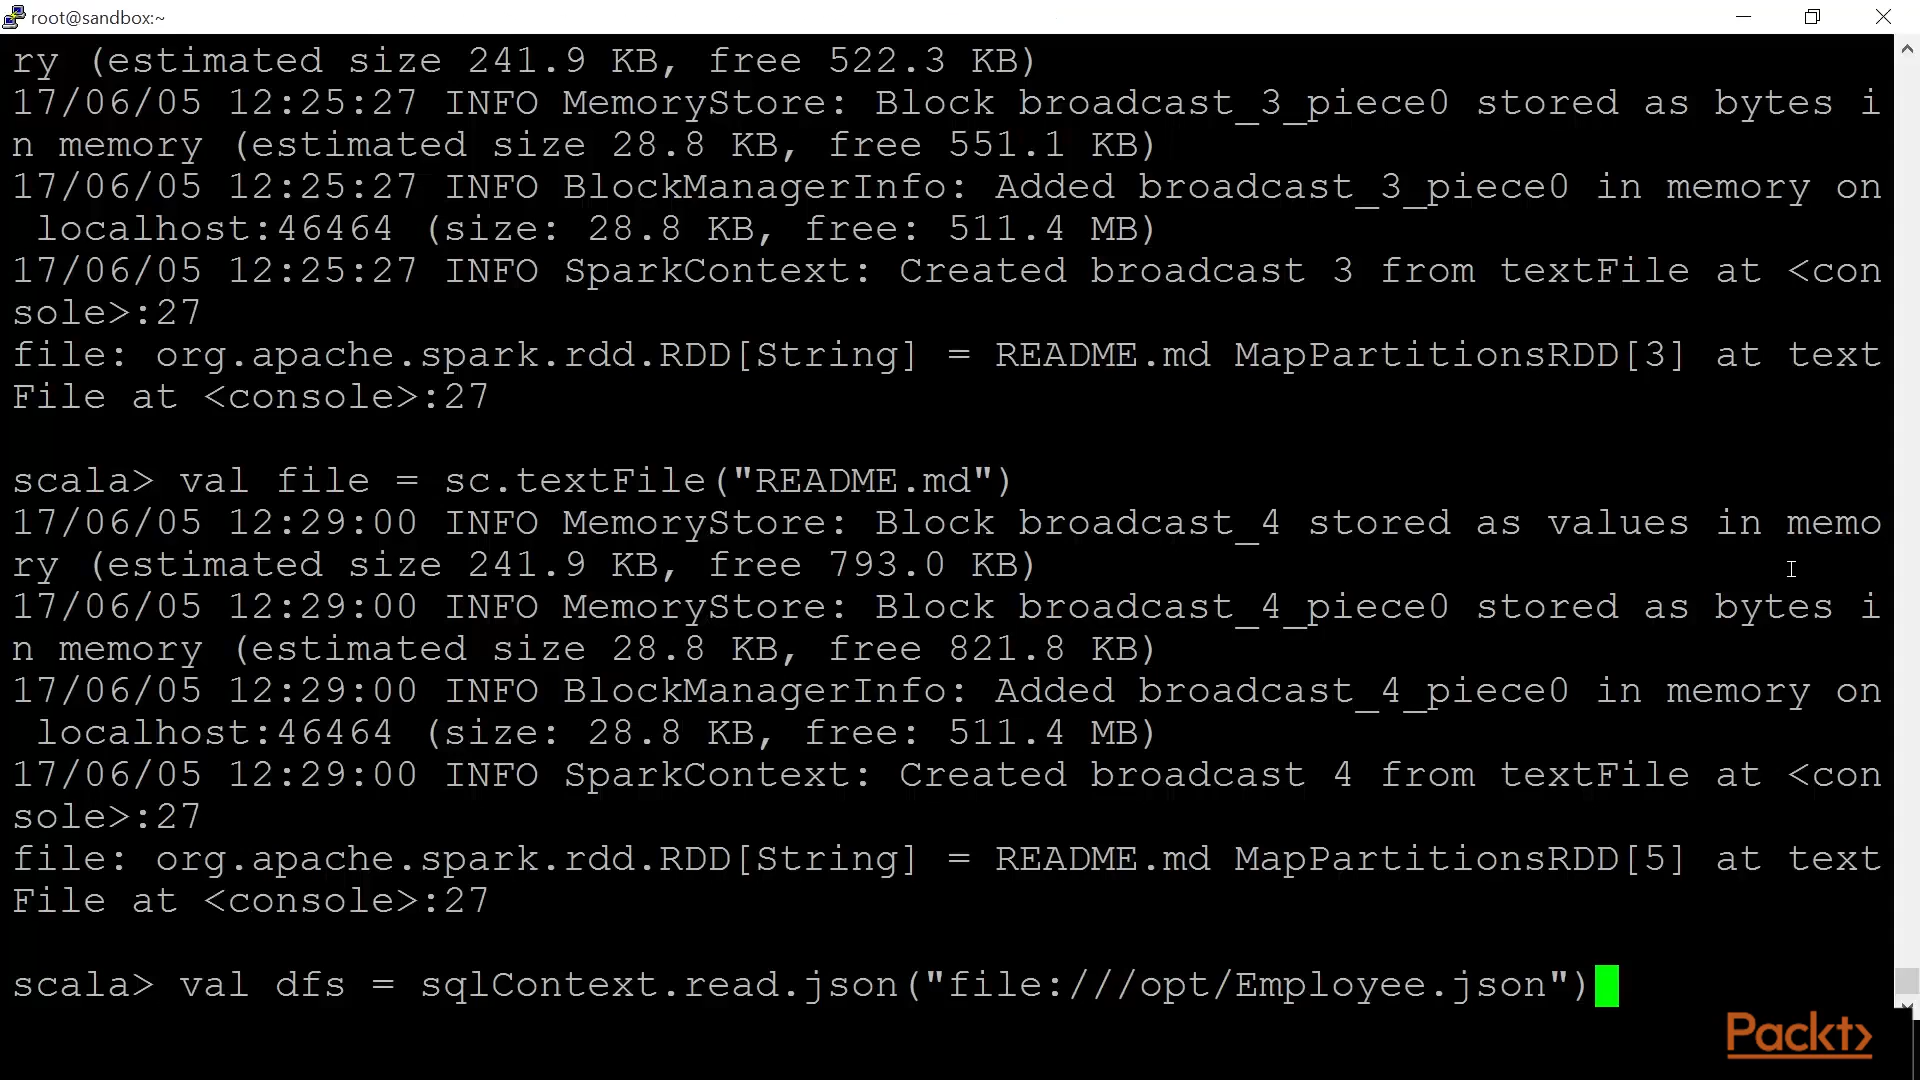 root@sandbox:~
ry (estimated size 241.9 KB, free 522.3 KB)
17/06/05 12:25:27 INFO MemoryStore: Block broadcast_3_piece0 stored as bytes i
n memory (estimated size 28.8 KB, free 551.1 KB)
17/06/05 12:25:27 INFO BlockManagerInfo: Added broadcast_3_piece0 in memory on
 localhost:46464 (size: 28.8 KB, free: 511.4 MB)
17/06/05 12:25:27 INFO SparkContext: Created broadcast 3 from textFile at <con
sole>:27
file: org.apache.spark.rdd.RDD[String] = README.md MapPartitionsRDD[3] at text
File at <console>:27
scala> val file = sc.textFile("README.md")
17/06/05 12:29:00 INFO MemoryStore: Block broadcast_4 stored as values in memo
ry (estimated size 241.9 KB, free 793.0 KB)
17/06/05 12:29:00 INFO MemoryStore: Block broadcast_4_piece0 stored as bytes i
n memory (estimated size 28.8 KB, free 821.8 KB)
17/06/05 12:29:00 INFO BlockManagerInfo: Added broadcast_4_piece0 in memory on
 localhost:46464 (size: 28.8 KB, free: 511.4 MB)
17/06/05 12:29:00 INFO SparkContext: Created broadcast 4 from textFile at <con
sole>:27
file: org.apache.spark.rdd.RDD[String] = README.md MapPartitionsRDD[5] at text
File at <console>:27
scala> val dfs = sqlContext.read.json("file:///opt/Employee.json")
Packt>